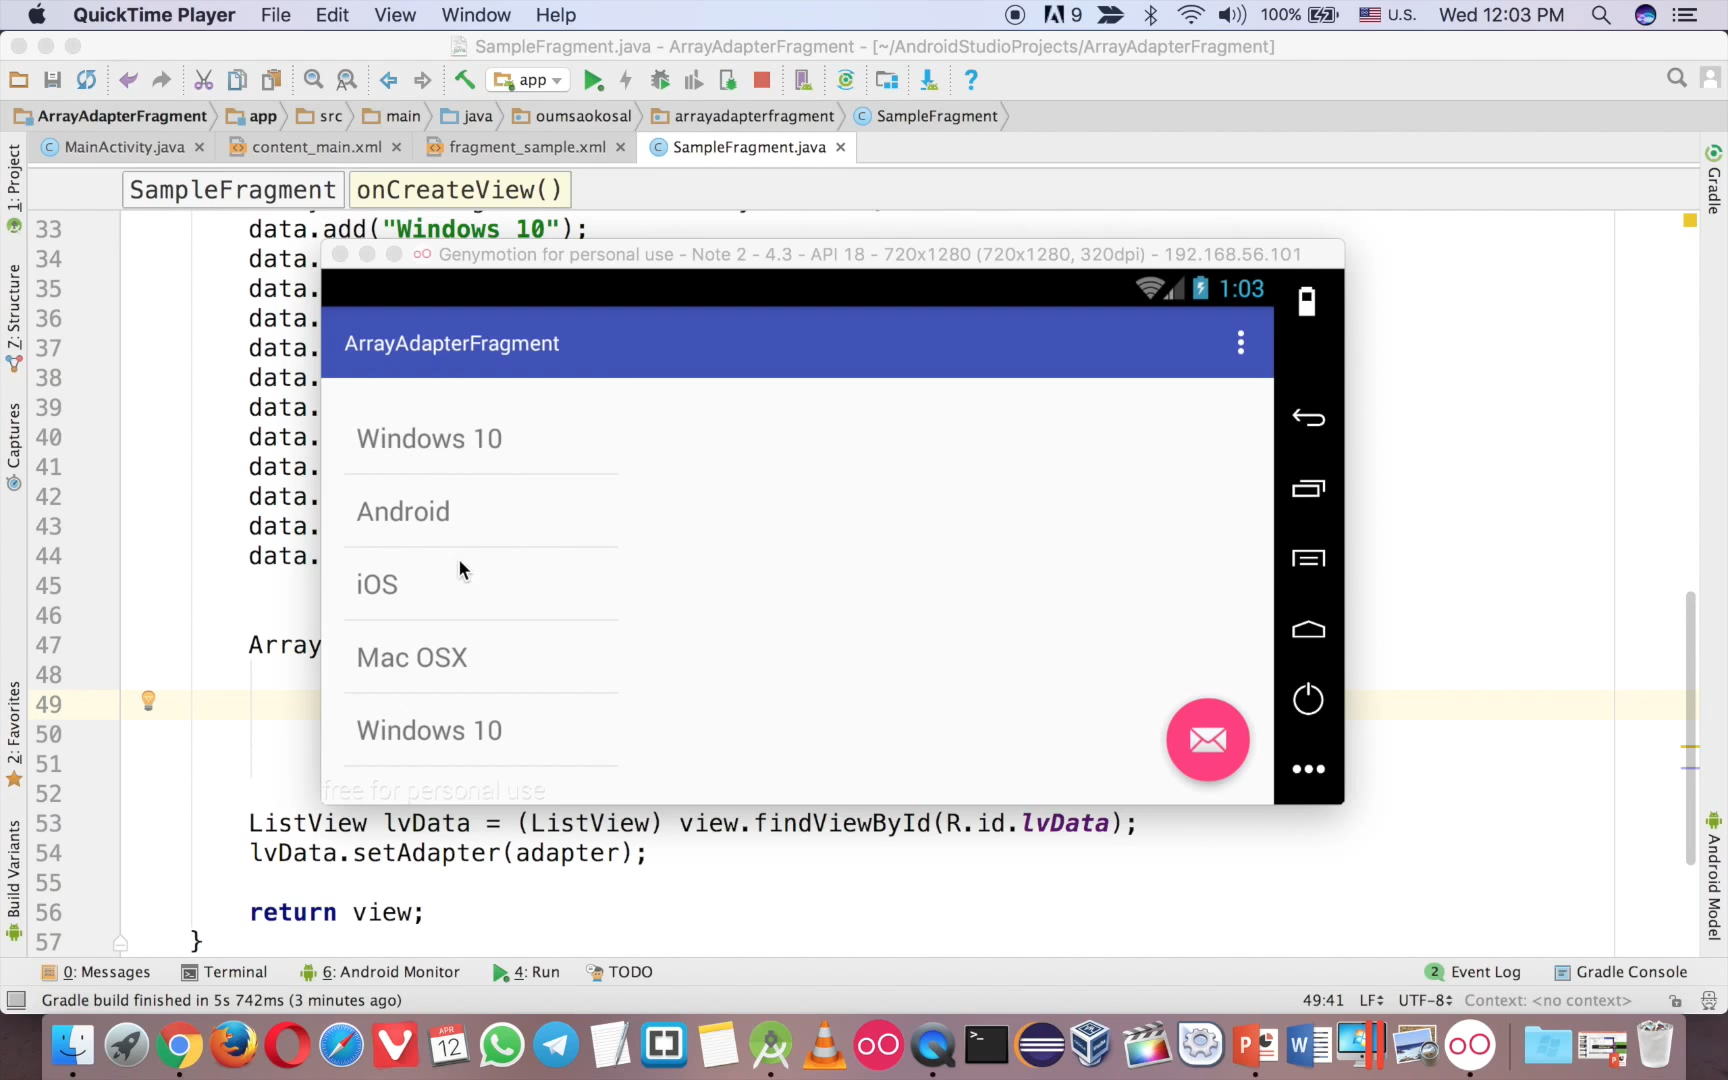 QuickTime Player File Edit View Window Help 9 100% U.S. Wed 12:03 PM
SampleFragment.java - ArrayAdapterFragment - [~/AndroidStudioProjects/ArrayAdapterFragment]
app
ArrayAdapterFragment app src main java oumsaokosal arrayadapterfragment SampleFragment
MainActivity.java content_main.xml fragment_sample.xml SampleFragment.java
SampleFragment onCreateView()
1: Project
Z: Structure
Captures
2: Favorites
Build Variants
Gradle
Android Model
33 data.add("Windows 10");
34 data.
35 data.
36 data.
37 data.
38 data.
39 data.
40 data.
41 data.
42 data.
43 data.
44 data.
45
46
47 Array
48
49
50
51
52
53 ListView lvData = (ListView) view.findViewById(R.id.lvData);
54 lvData.setAdapter(adapter);
55
56 return view;
57 }
Genymotion for personal use - Note 2 - 4.3 - API 18 - 720x1280 (720x1280, 320dpi) - 192.168.56.101
1:03
ArrayAdapterFragment
Windows 10
Android
iOS
Mac OSX
Windows 10
free for personal use
0: Messages Terminal 6: Android Monitor 4: Run TODO 2 Event Log Gradle Console
Gradle build finished in 5s 742ms (3 minutes ago) 49:41 LF UTF-8 Context: <no context>
APR
12